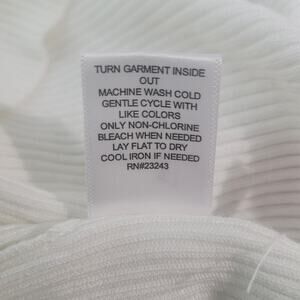 TURN GARMENT INSIDE
OUT
MACHINE WASH COLD
GENTLE CYCLE WITH
LIKE COLORS
ONLY NON-CHLORINE
BLEACH WHEN NEEDED
LAY FLAT TO DRY
COOL IRON IF NEEDED
RN#23243